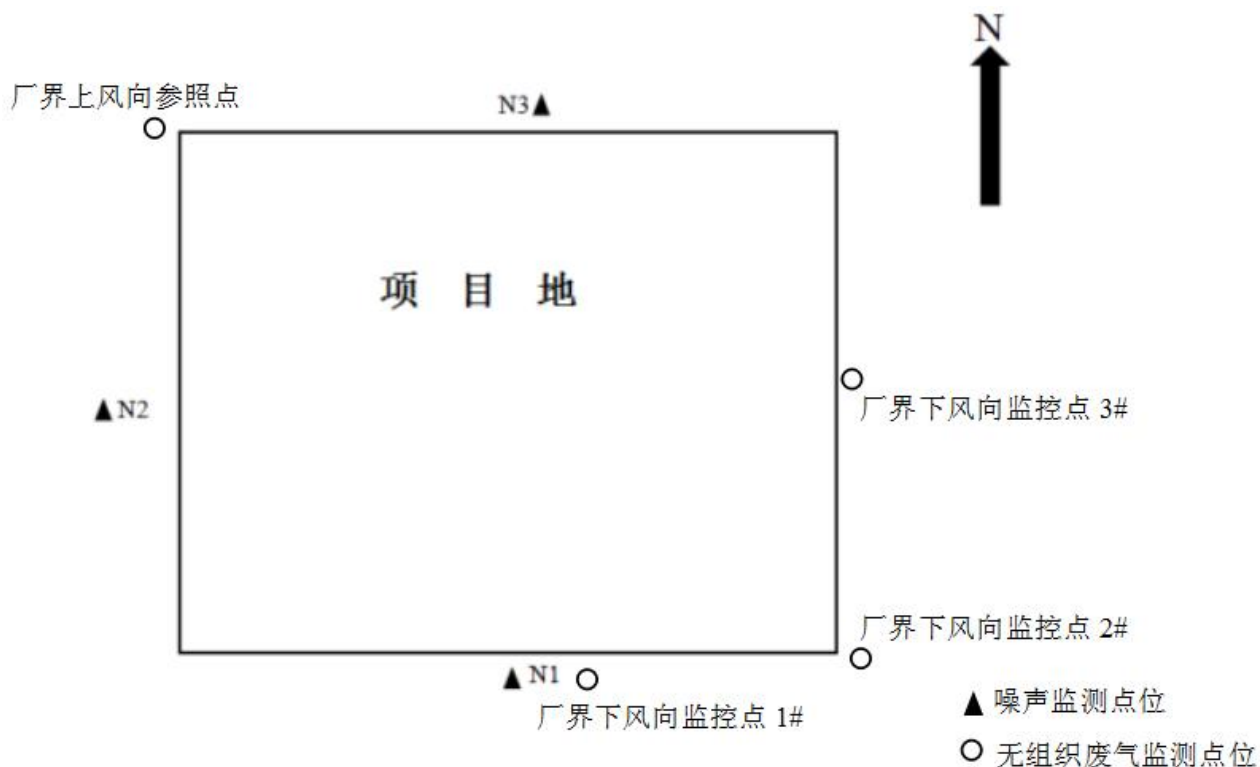 N
厂界上风向参照点
N3
项 目 地
N2
厂界下风向监控点 3#
厂界下风向监控点 2#
N1
厂界下风向监控点 1#
噪声监测点位
无组织废气监测点位